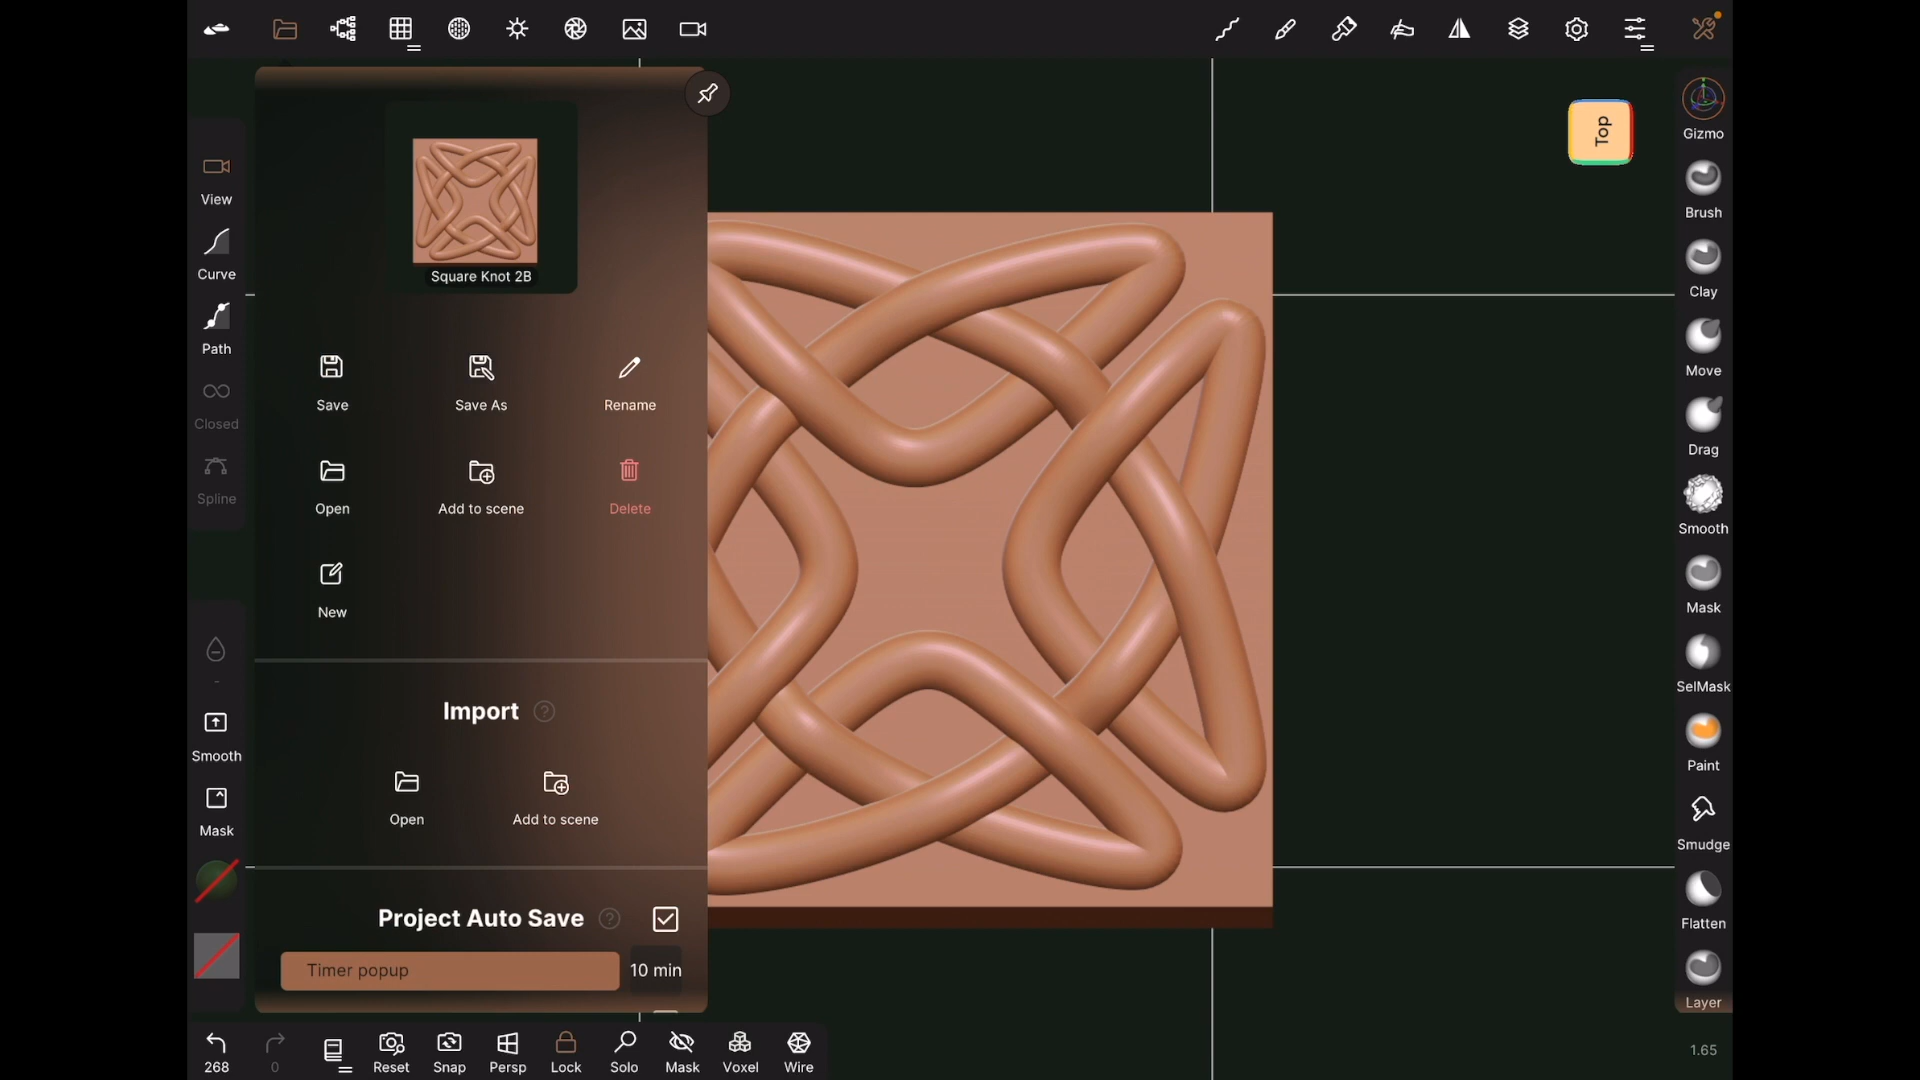 Square Knot 2B
Save
Save As
Rename
Open
Add to scene
Delete
New
Import
?
Open
Add to scene
Project Auto Save
?
Timer popup
10 min
View
Curve
Path
Closed
Spline
-
Smooth
Mask
Top
Gizmo
Brush
Clay
Move
Drag
Smooth
Mask
SelMask
Paint
Smudge
Flatten
Layer
268
0
Reset
Snap
Persp
Lock
Solo
Mask
Voxel
Wire
1.65